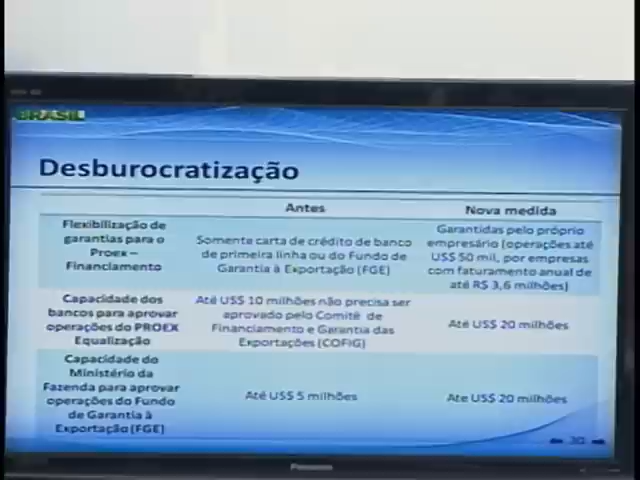 BRASIL
Desburocratização
Antes
Nova medida
Flexibilização de
garantias para o
Proex –
Financiamento
Somente carta de crédito de banco
de primeira linha ou do Fundo de
Garantia à Exportação (FGE)
Garantidas pelo próprio
empresário (operações até
US$ 50 mil, por empresas
com faturamento anual de
até R$ 3,6 milhões)
Capacidade dos
bancos para aprovar
operações do PROEX
Equalização
Até US$ 10 milhões não precisa ser
aprovado pelo Comitê de
Financiamento e Garantia das
Exportações (COFIG)
Até US$ 20 milhões
Capacidade do
Ministério da
Fazenda para aprovar
operações do Fundo
de Garantia à
Exportação (FGE)
Até US$ 5 milhões
Ate US$ 20 milhões
Panasonic